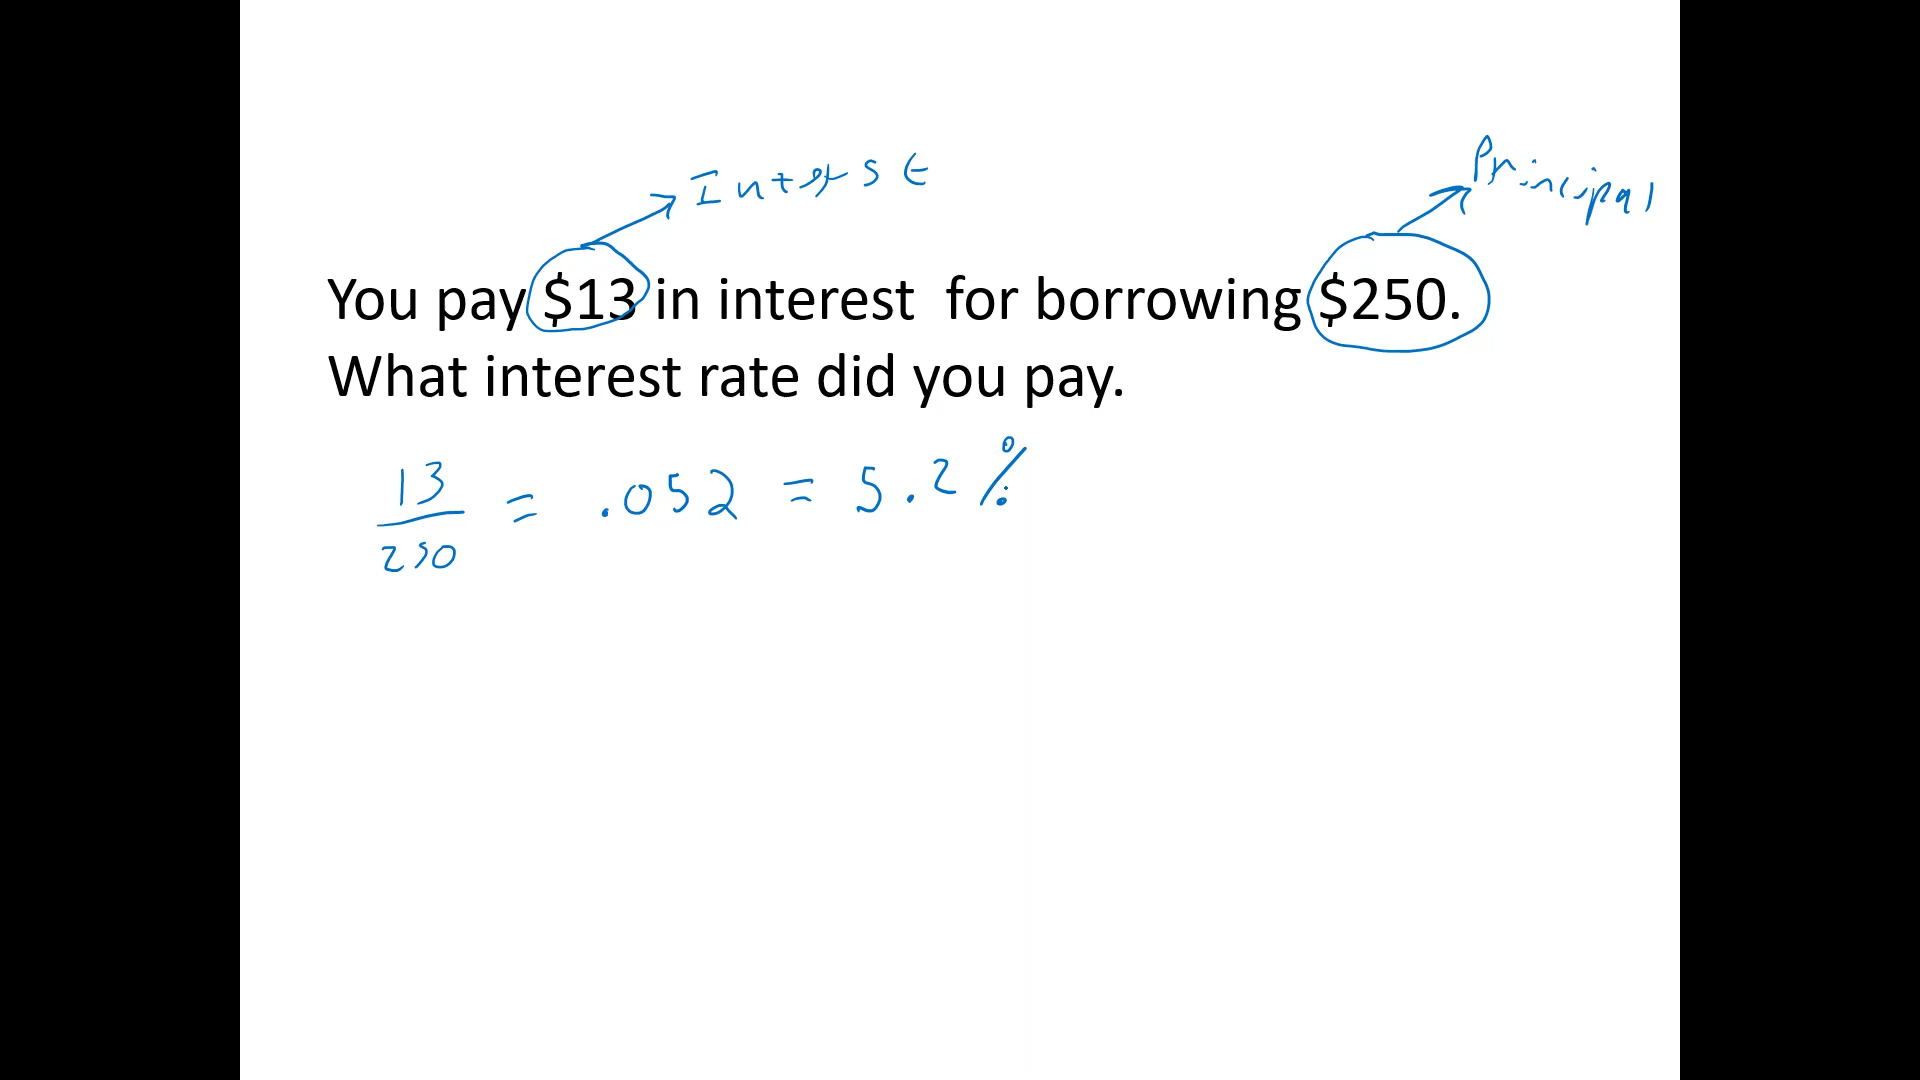 Interst
Principal
You pay $13 in interest for borrowing $250.
What interest rate did you pay.
13
250
= .052 = 5.2%